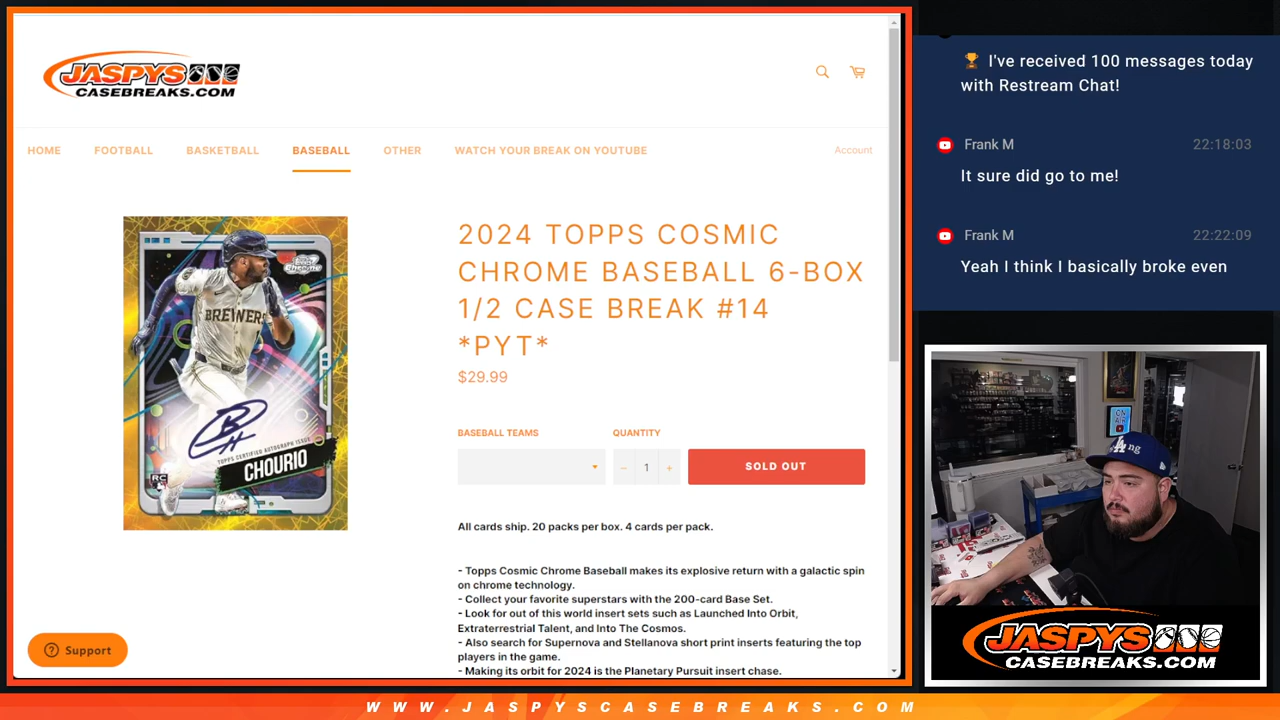 JASPYS
CASEBREAKS.COM
HOME FOOTBALL BASKETBALL BASEBALL OTHER WATCH YOUR BREAK ON YOUTUBE Account
BREWERS
TOPPS CERTIFIED AUTOGRAPH ISSUE
CHOURIO
RC
2024 TOPPS COSMIC
CHROME BASEBALL 6-BOX
1/2 CASE BREAK #14
*PYT*
$29.99
BASEBALL TEAMS QUANTITY
− 1 + SOLD OUT
All cards ship. 20 packs per box. 4 cards per pack.
- Topps Cosmic Chrome Baseball makes its explosive return with a galactic spin
on chrome technology.
- Collect your favorite superstars with the 200-card Base Set.
- Look for out of this world insert sets such as Launched Into Orbit,
Extraterrestrial Talent, and Into The Cosmos.
- Also search for Supernova and Stellanova short print inserts featuring the top
players in the game.
- Making its orbit for 2024 is the Planetary Pursuit insert chase.
Support
🏆 I've received 100 messages today
with Restream Chat!
Frank M 22:18:03
It sure did go to me!
Frank M 22:22:09
Yeah I think I basically broke even
ON
AIR
LA
JASPYS
CASEBREAKS.COM
WWW.JASPYSCASEBREAKS.COM